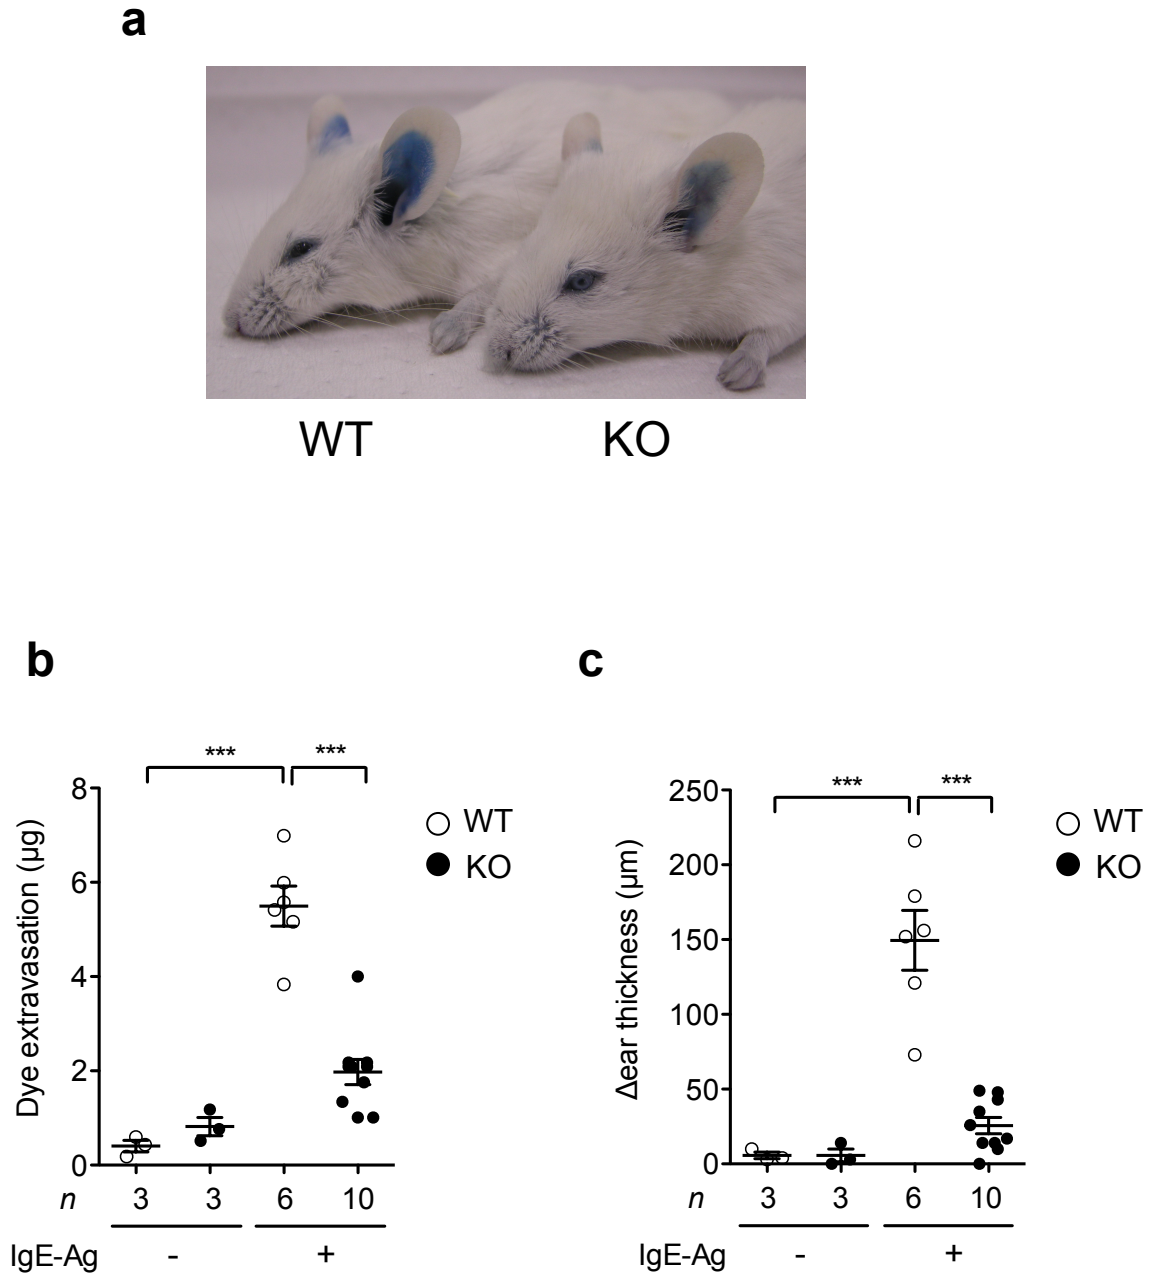 a
WT KO
b
*** ***
8
6
4
2
0
Dye extravasation (μg)
WT
KO
n 3 3 6 10
IgE-Ag - +
c
*** ***
250
200
150
100
50
0
Δear thickness (μm)
WT
KO
n 3 3 6 10
IgE-Ag - +